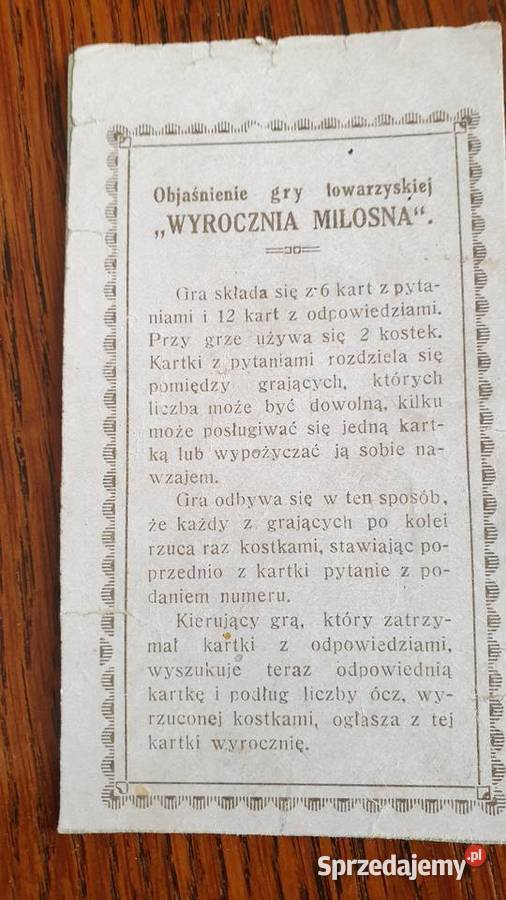 Objaśnienie gry towarzyskiej
„WYROCZNIA MIŁOSNA“.
Gra składa się z 6 kart z pyta-
niami i 12 kart z odpowiedziami.
Przy grze używa się 2 kostek.
Kartki z pytaniami rozdziela się
pomiędzy grających, których
liczba może być dowolną, kilku
może posługiwać się jedną kart-
ką lub wypożyczać ją sobie na-
wzajem.
Gra odbywa się w ten sposób,
że każdy z grających po kolei
rzuca raz kostkami, stawiając po-
przednio z kartki pytanie z po-
daniem numeru.
Kierujący grą, który zatrzy-
mał kartki z odpowiedziami,
wyszukuje teraz odpowiednią
kartkę i podług liczby ócz, wy-
rzuconej kostkami, ogłasza z tej
kartki wyrocznię.
Sprzedajemy.pl